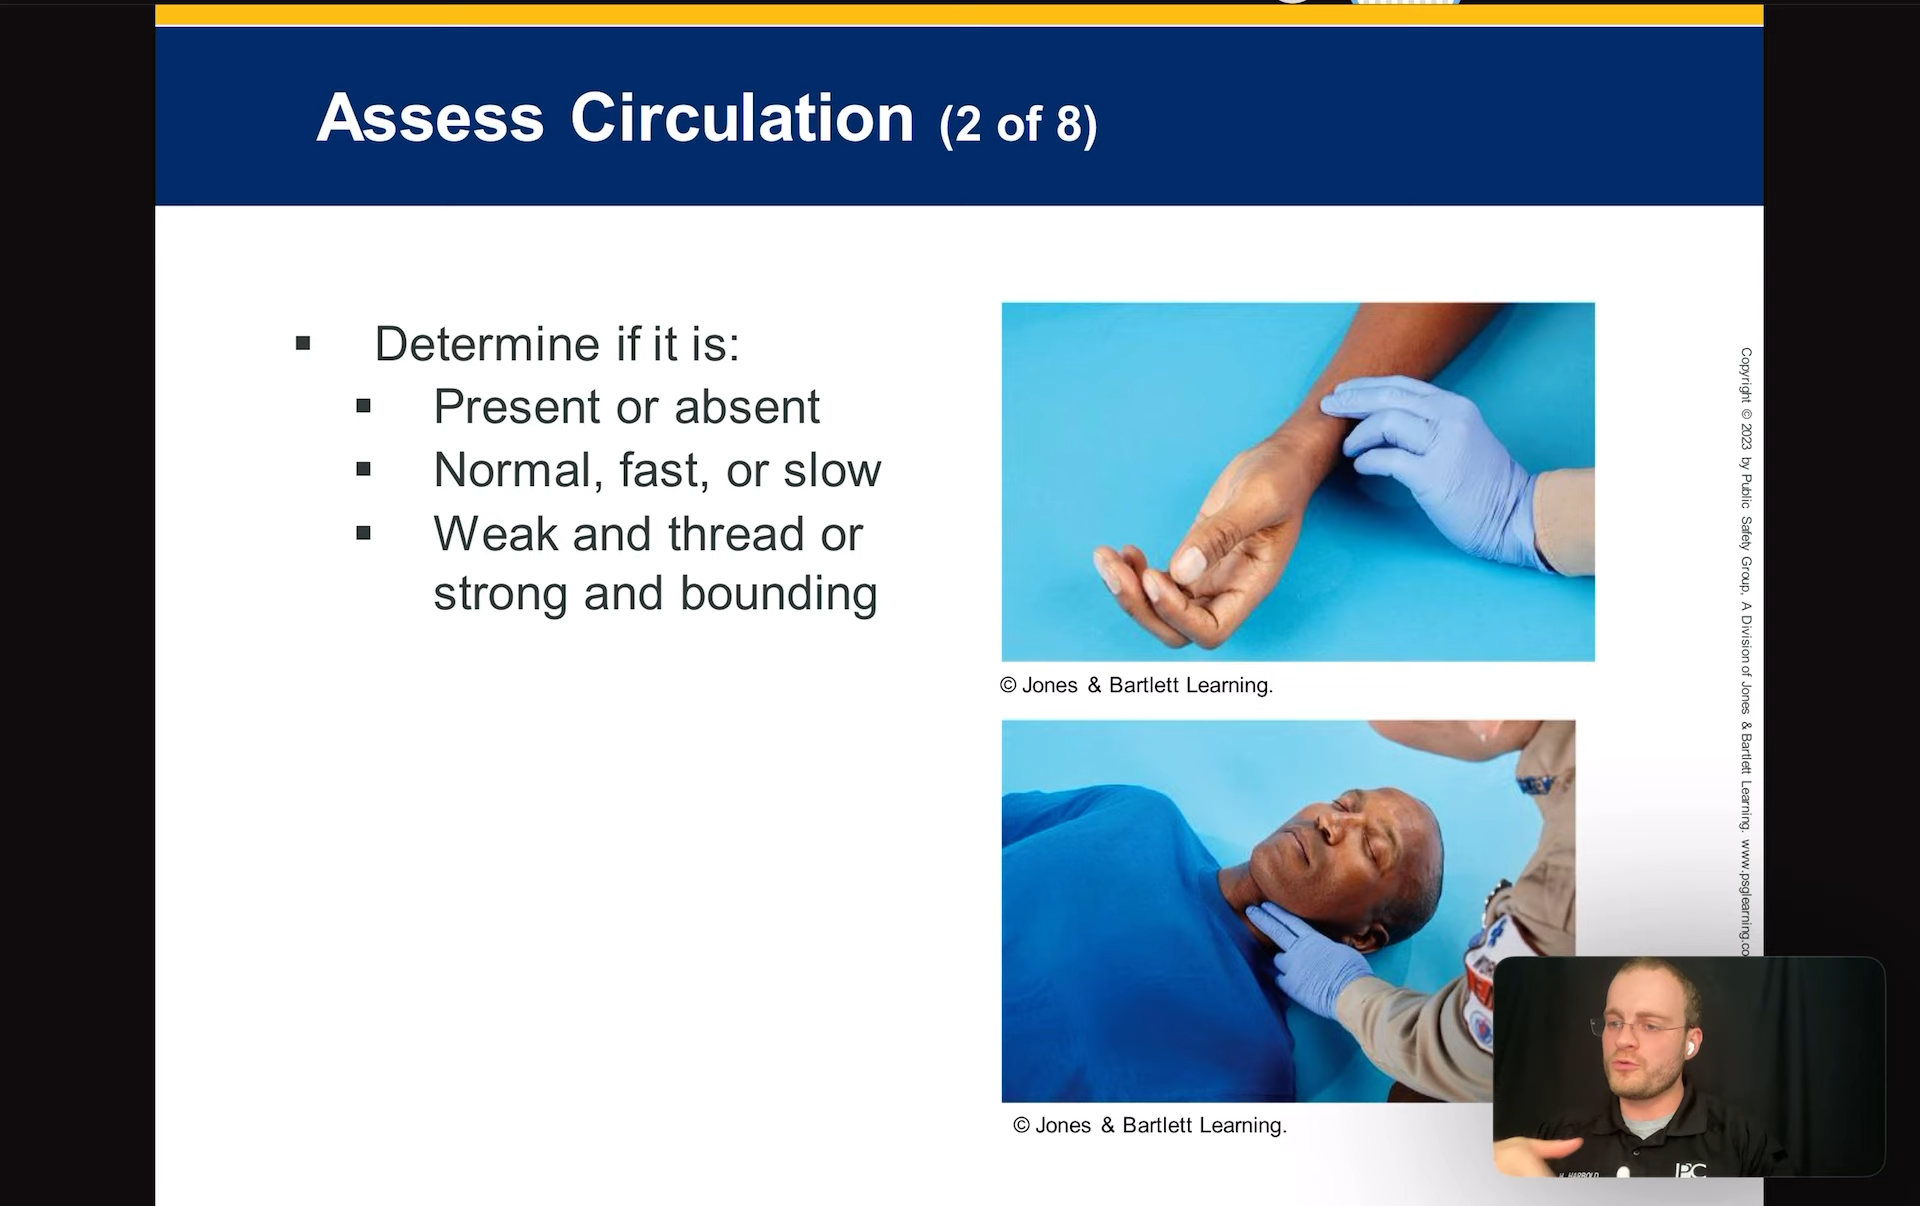 Assess Circulation (2 of 8)
▪ Determine if it is:
▪ Present or absent
▪ Normal, fast, or slow
▪ Weak and thread or
strong and bounding
© Jones & Bartlett Learning.
© Jones & Bartlett Learning.
Copyright © 2023 by Public Safety Group, A Division of Jones & Bartlett Learning. www.psglearning.co
HARBOLD